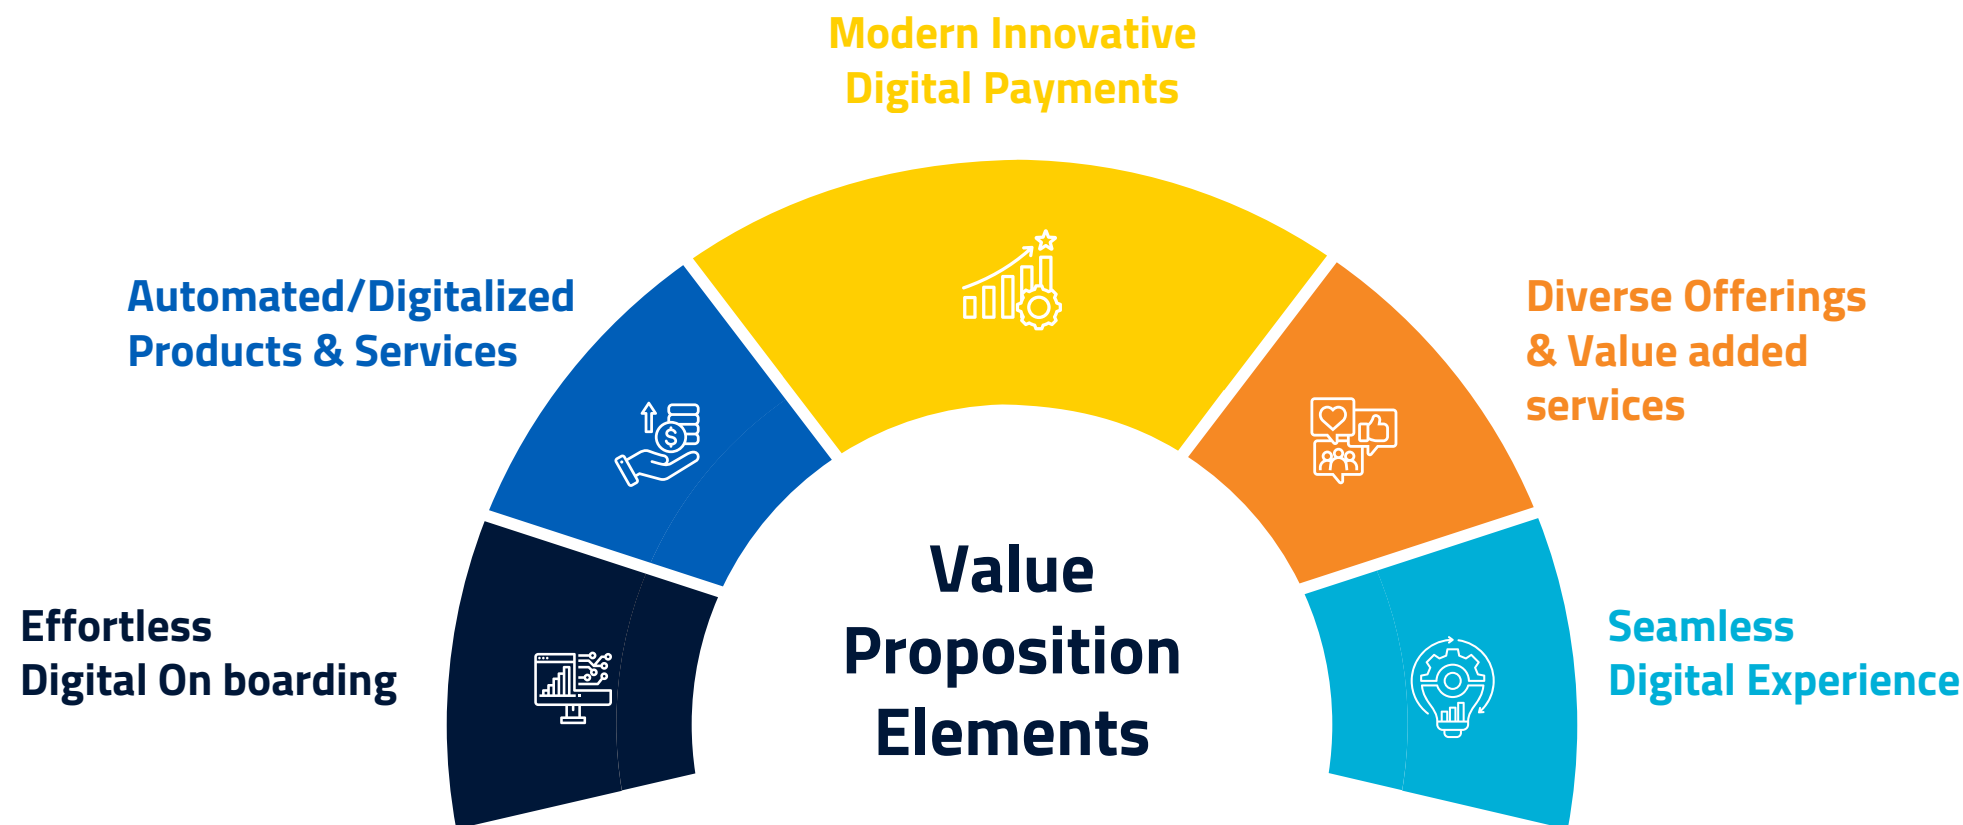 Modern Innovative
Digital Payments
Automated/Digitalized
Products & Services
Diverse Offerings
& Value added
services
Effortless
Digital On boarding
Value
Proposition
Elements
Seamless
Digital Experience